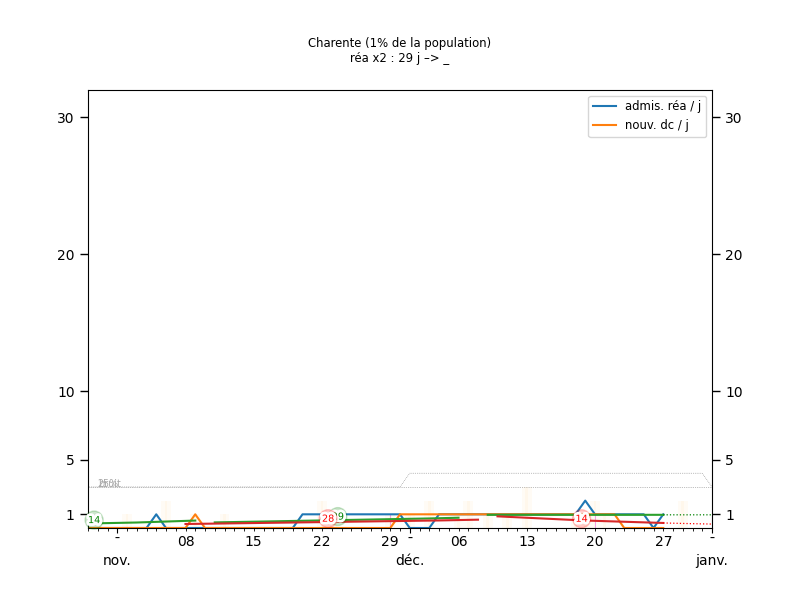 Charente (1% de la population)
réa x2 : 29 j –> _
admis. réa / j
nouv. dc / j
30 30
20 20
10 10
5 5
1 1
14 28 14
- 08 15 22 29 - 06 13 20 27 -
nov. déc. janv.